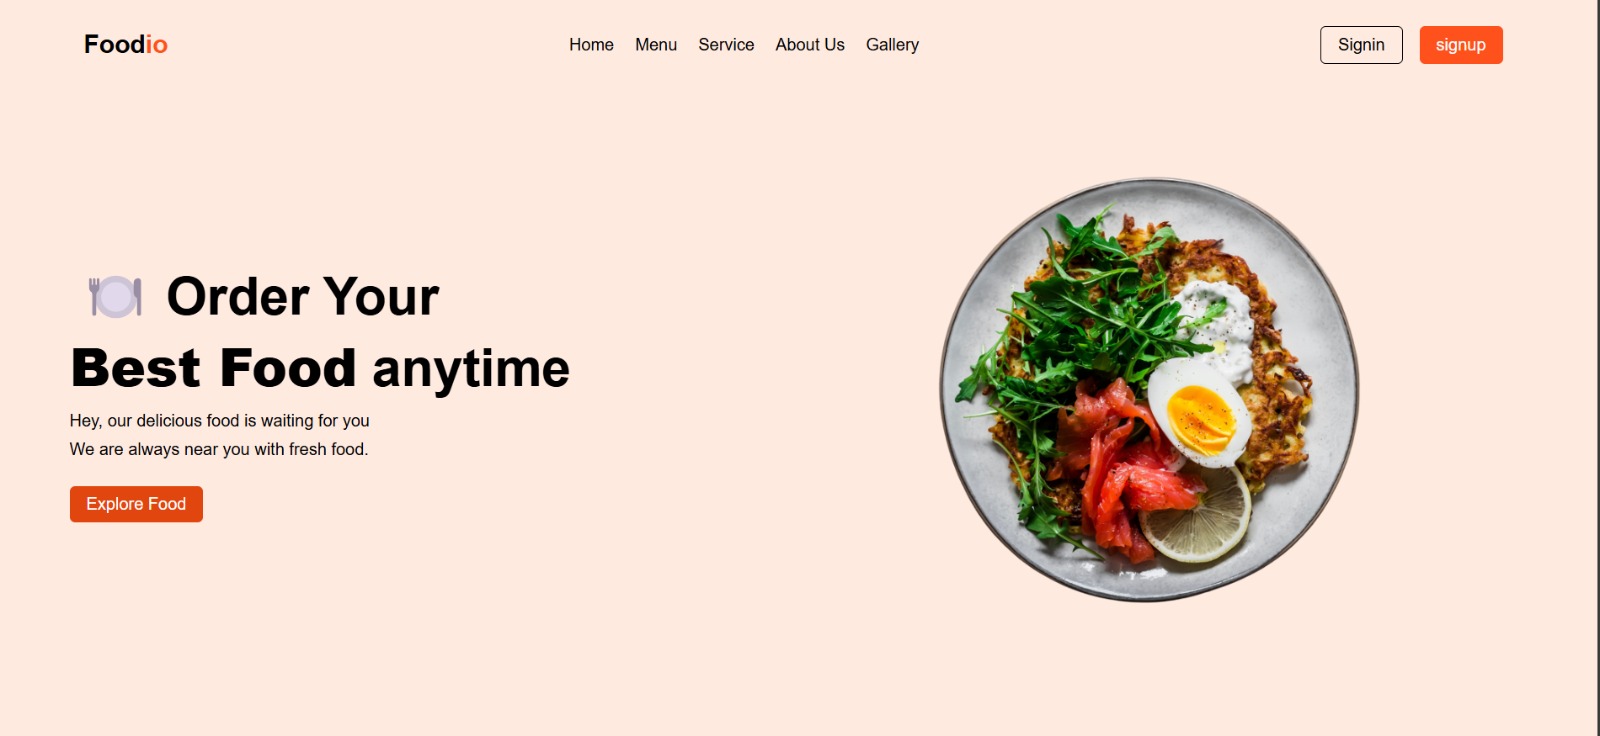 Foodio
Home Menu Service About Us Gallery
Signin signup
Order Your
Best Food anytime
Hey, our delicious food is waiting for you
We are always near you with fresh food.
Explore Food